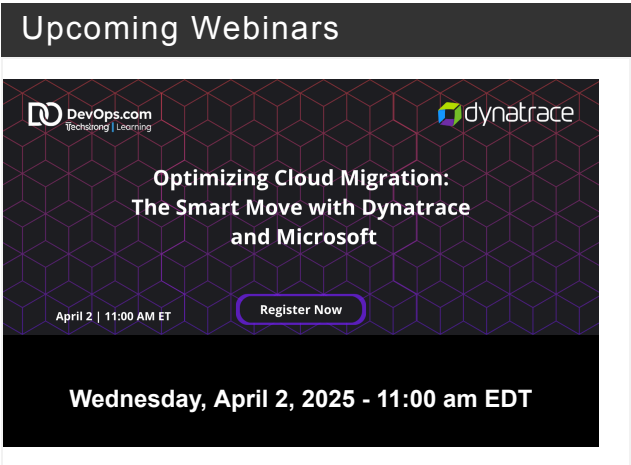 Upcoming Webinars
DevOps.com
Techstrong | Learning
dynatrace
Optimizing Cloud Migration:
The Smart Move with Dynatrace
and Microsoft
April 2 | 11:00 AM ET
Register Now
Wednesday, April 2, 2025 - 11:00 am EDT